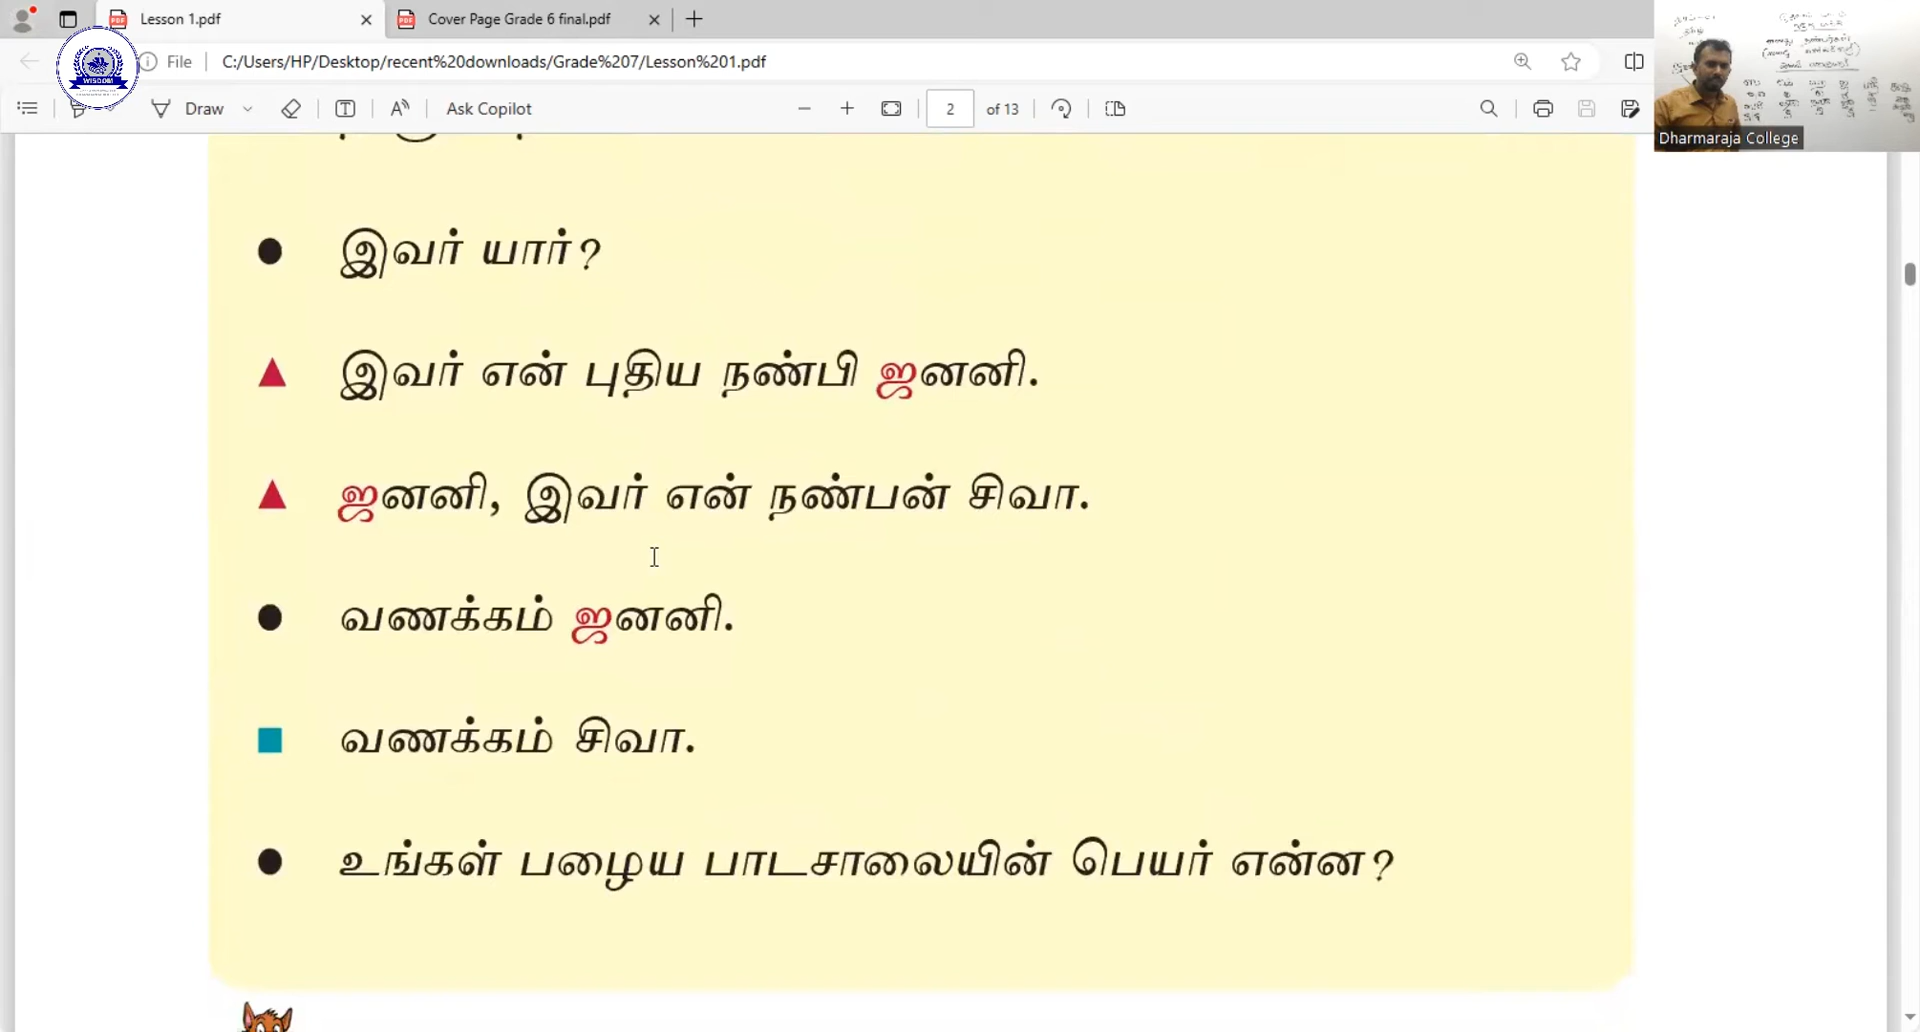 Lesson 1.pdf
Cover Page Grade 6 final.pdf
WISDOM
File
C:/Users/HP/Desktop/recent%20downloads/Grade%207/Lesson%201.pdf
Draw
Ask Copilot
2 of 13
Dharmaraja College
இவர் யார்?
இவர் என் புதிய நண்பி ஜனனி.
ஜனனி, இவர் என் நண்பன் சிவா.
வணக்கம் ஜனனி.
வணக்கம் சிவா.
உங்கள் பழைய பாடசாலையின் பெயர் என்ன?